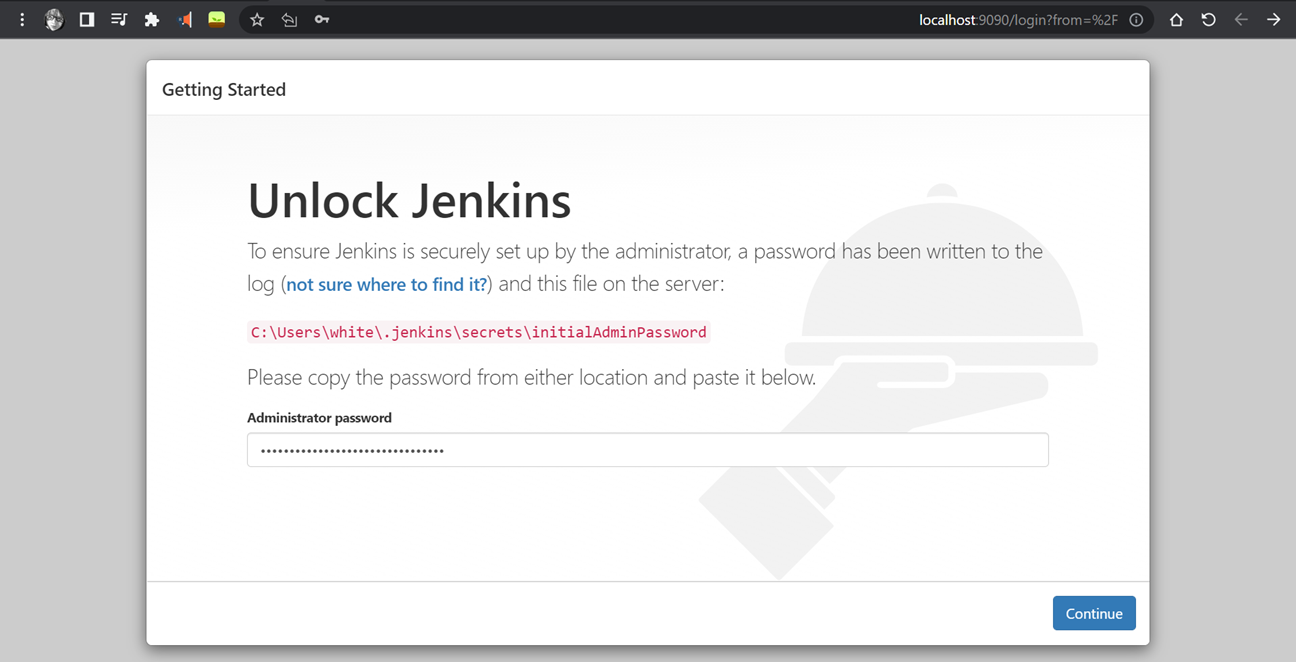 localhost:9090/login?from=%2F
Getting Started
Unlock Jenkins
To ensure Jenkins is securely set up by the administrator, a password has been written to the
log (not sure where to find it?) and this file on the server:
C:\Users\white\.jenkins\secrets\initialAdminPassword
Please copy the password from either location and paste it below.
Administrator password
••••••••••••••••••••••••••••••••
Continue